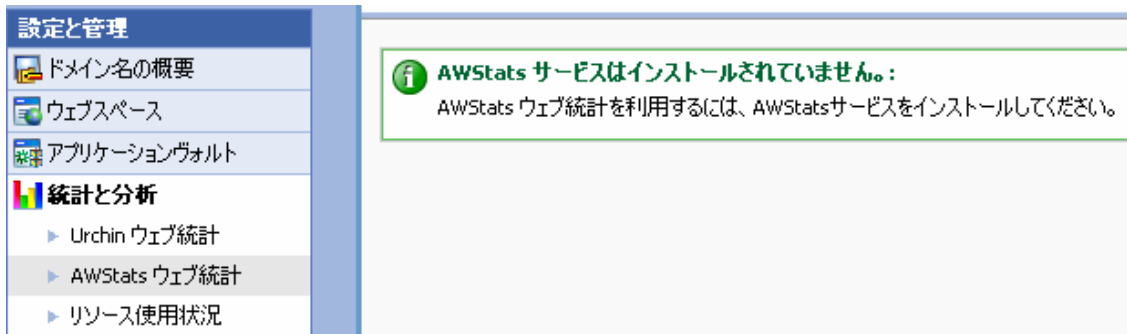 設定と管理
ドメイン名の概要
ウェブスペース
アプリケーションヴォルト
統計と分析
Urchin ウェブ統計
AWStats ウェブ統計
リソース使用状況
AWStats サービスはインストールされていません。:
AWStats ウェブ統計を利用するには、AWStatsサービスをインストールしてください。